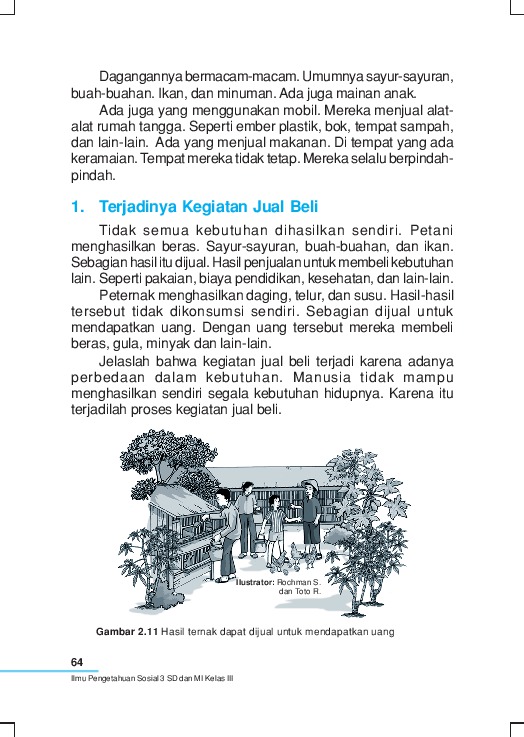 Dagangannya bermacam-macam. Umumnya sayur-sayuran,
buah-buahan. Ikan, dan minuman. Ada juga mainan anak.
Ada juga yang menggunakan mobil. Mereka menjual alat-
alat rumah tangga. Seperti ember plastik, bok, tempat sampah,
dan lain-lain. Ada yang menjual makanan. Di tempat yang ada
keramaian. Tempat mereka tidak tetap. Mereka selalu berpindah-
pindah.
1. Terjadinya Kegiatan Jual Beli
Tidak semua kebutuhan dihasilkan sendiri. Petani
menghasilkan beras. Sayur-sayuran, buah-buahan, dan ikan.
Sebagian hasil itu dijual. Hasil penjualan untuk membeli kebutuhan
lain. Seperti pakaian, biaya pendidikan, kesehatan, dan lain-lain.
Peternak menghasilkan daging, telur, dan susu. Hasil-hasil
tersebut tidak dikonsumsi sendiri. Sebagian dijual untuk
mendapatkan uang. Dengan uang tersebut mereka membeli
beras, gula, minyak dan lain-lain.
Jelaslah bahwa kegiatan jual beli terjadi karena adanya
perbedaan dalam kebutuhan. Manusia tidak mampu
menghasilkan sendiri segala kebutuhan hidupnya. Karena itu
terjadilah proses kegiatan jual beli.
Ilustrator: Rochman S.
dan Toto R.
Gambar 2.11 Hasil ternak dapat dijual untuk mendapatkan uang
64
Ilmu Pengetahuan Sosial 3 SD dan MI Kelas III